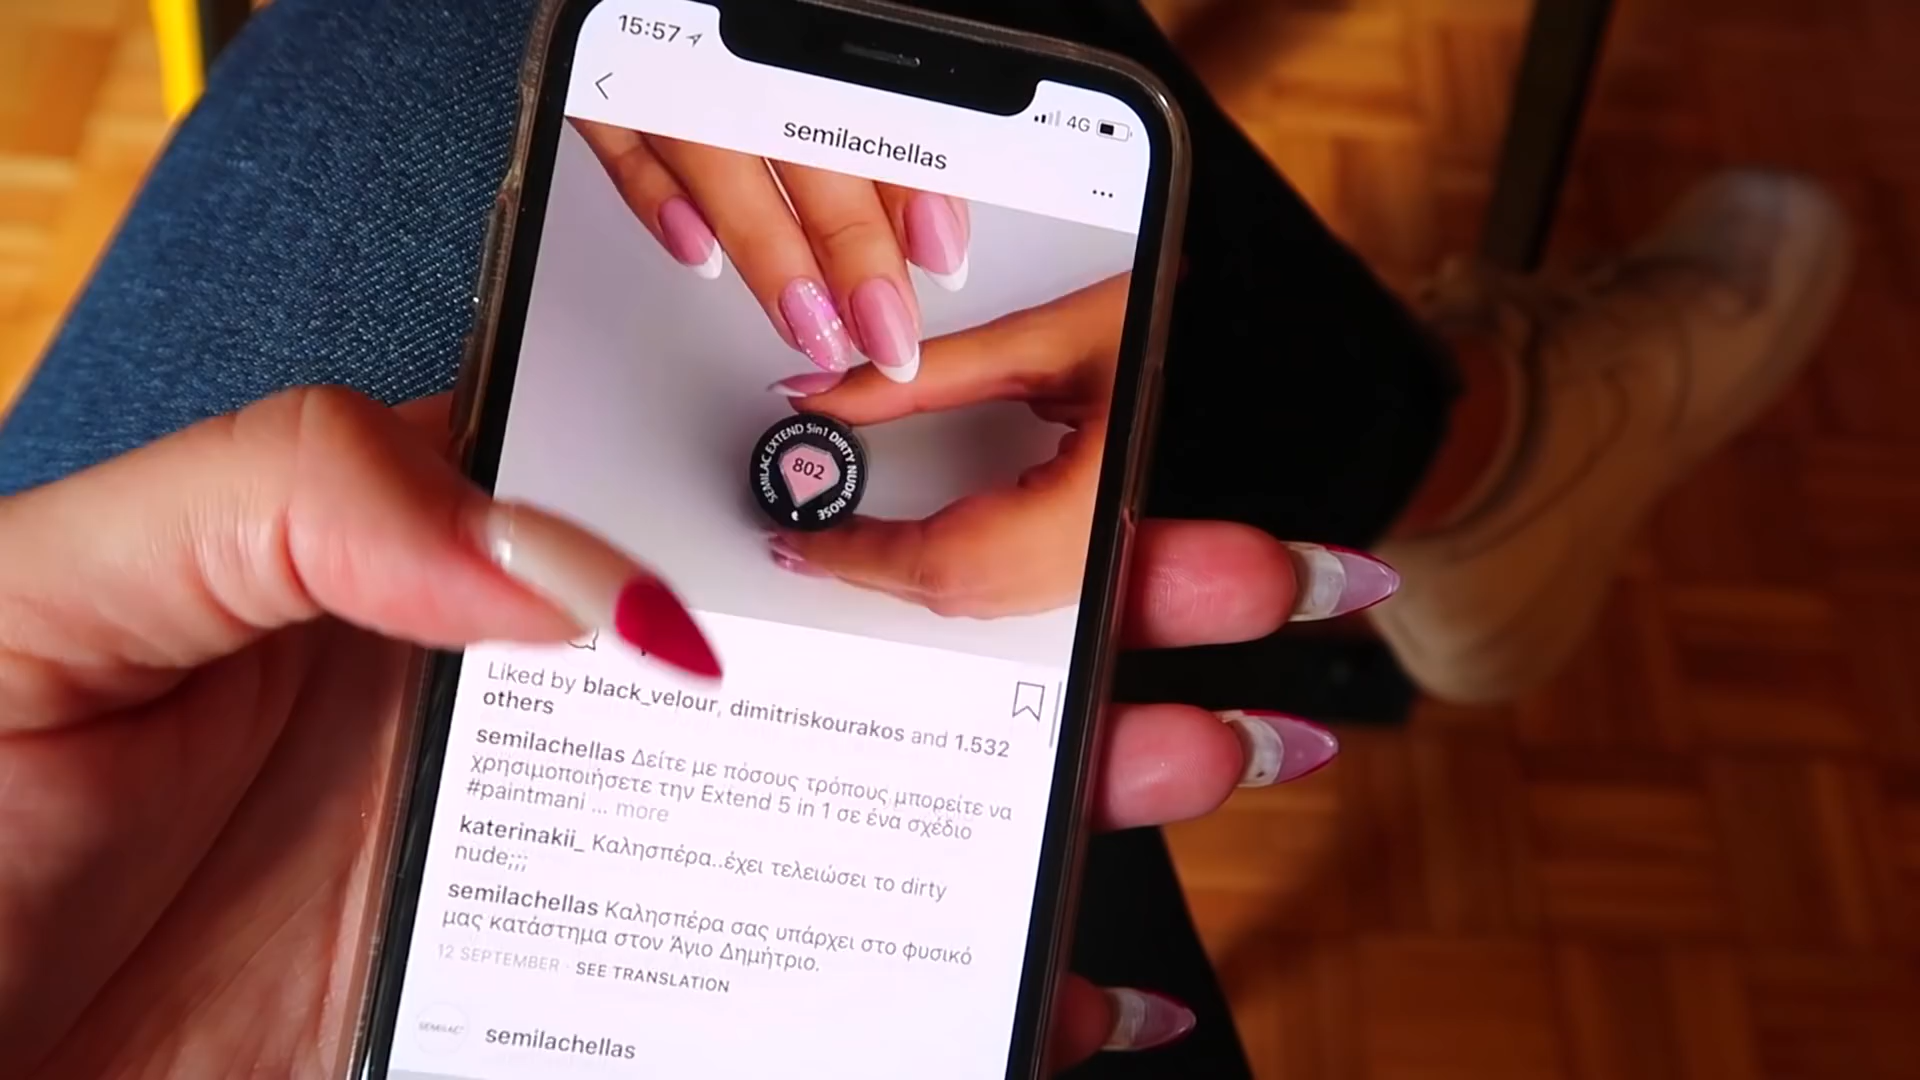 15:57
4G
semilachellas
SEMILAC EXTEND 5in1 DIRTY NUDE ROSE
802
Liked by black_velour, dimitriskourakos and 1.532
others
semilachellas Δείτε με πόσους τρόπους μπορείτε να
χρησιμοποιήσετε την Extend 5 in 1 σε ένα σχέδιο
#paintmani ... more
katerinakii_ Καλησπέρα..έχει τελειώσει το dirty
nude;;;
semilachellas Καλησπέρα σας υπάρχει στο φυσικό
μας κατάστημα στον Άγιο Δημήτριο.
12 SEPTEMBER · SEE TRANSLATION
SEMILAC
semilachellas